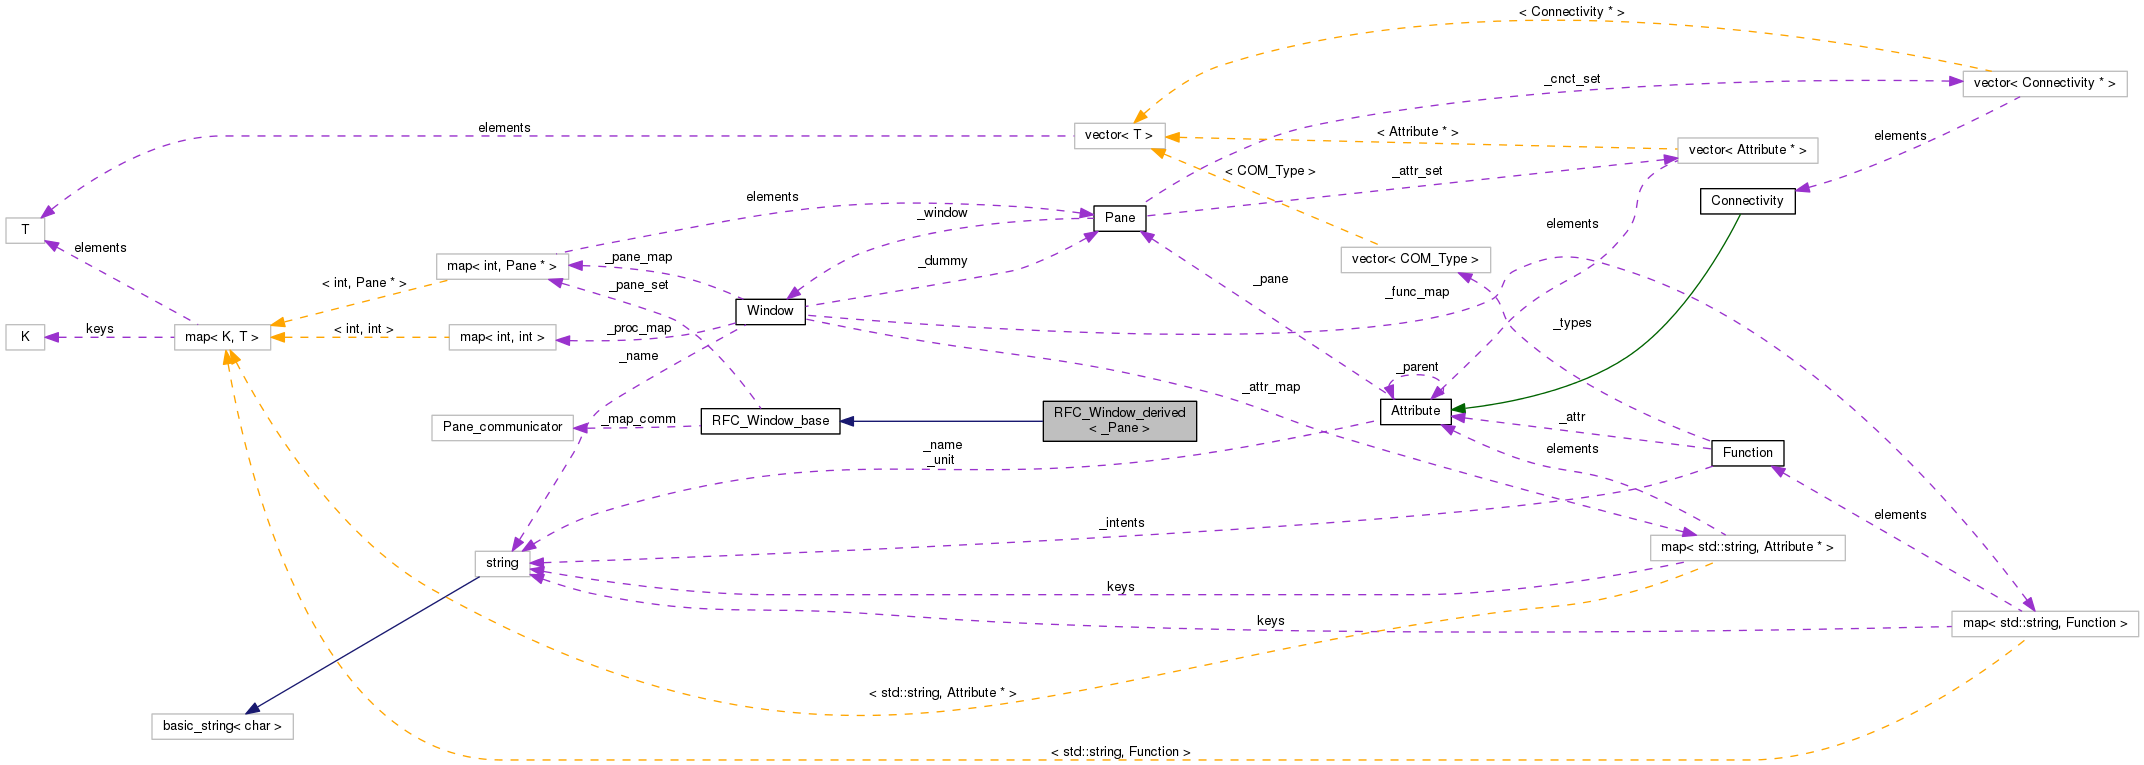 < Connectivity * >
_cnct_set
vector< Connectivity * >
elements
vector< T >
< Attribute * >
elements
vector< Attribute * >
< COM_Type >
_attr_set
Connectivity
elements
_window
Pane
T
elements
elements
_pane_map
_dummy
vector< COM_Type >
map< int, Pane * >
_pane
< int, Pane * >
_pane_set
_func_map
Window
_types
K
keys
map< K, T >
< int, int >
map< int, int >
_proc_map
_name
_parent
_attr_map
RFC_Window_derived
< _Pane >
Attribute
_map_comm
RFC_Window_base
_attr
Pane_communicator
_name
_unit
elements
Function
elements
_intents
map< std::string, Attribute * >
string
keys
keys
map< std::string, Function >
< std::string, Attribute * >
basic_string< char >
< std::string, Function >